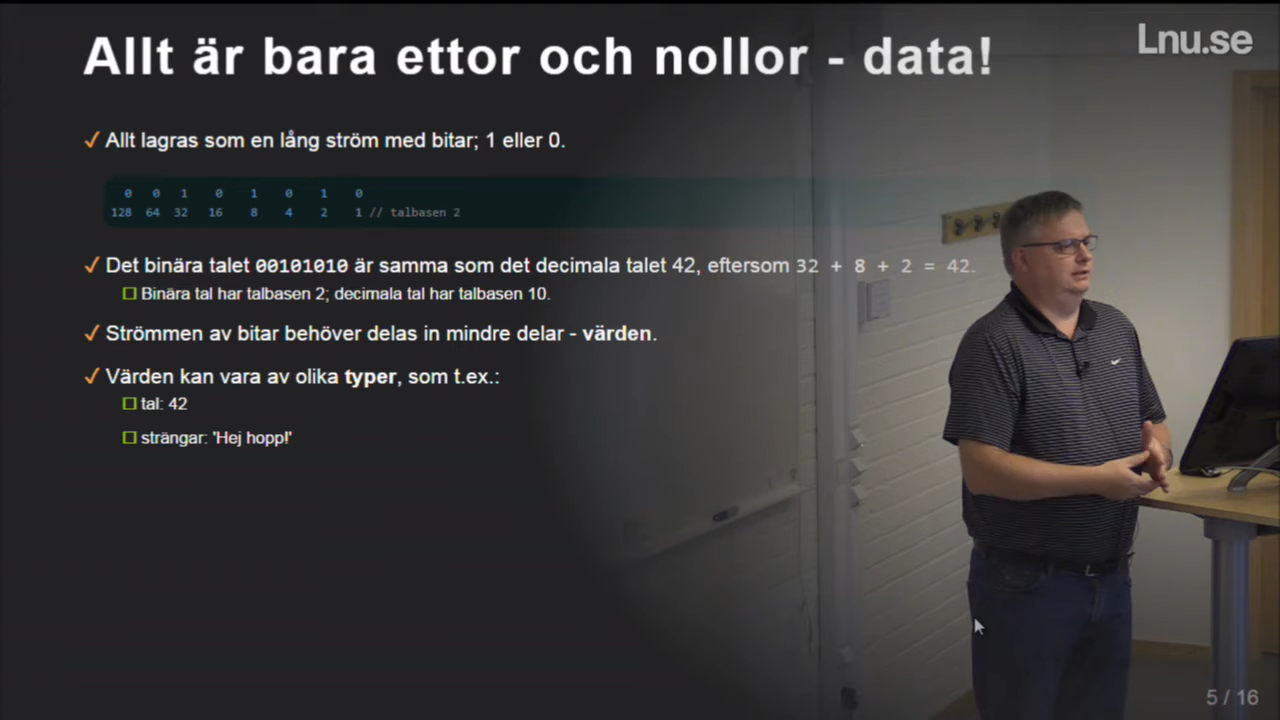 Allt är bara ettor och nollor - data!
Lnu.se
✓ Allt lagras som en lång ström med bitar; 1 eller 0.
0 0 1 0 1 0 1 0
128 64 32 16 8 4 2 1 // talbasen 2
✓ Det binära talet 00101010 är samma som det decimala talet 42, eftersom 32 + 8 + 2 = 42.
Binära tal har talbasen 2; decimala tal har talbasen 10.
✓ Strömmen av bitar behöver delas in mindre delar - värden.
✓ Värden kan vara av olika typer, som t.ex.:
tal: 42
strängar: 'Hej hopp!'
5 / 16